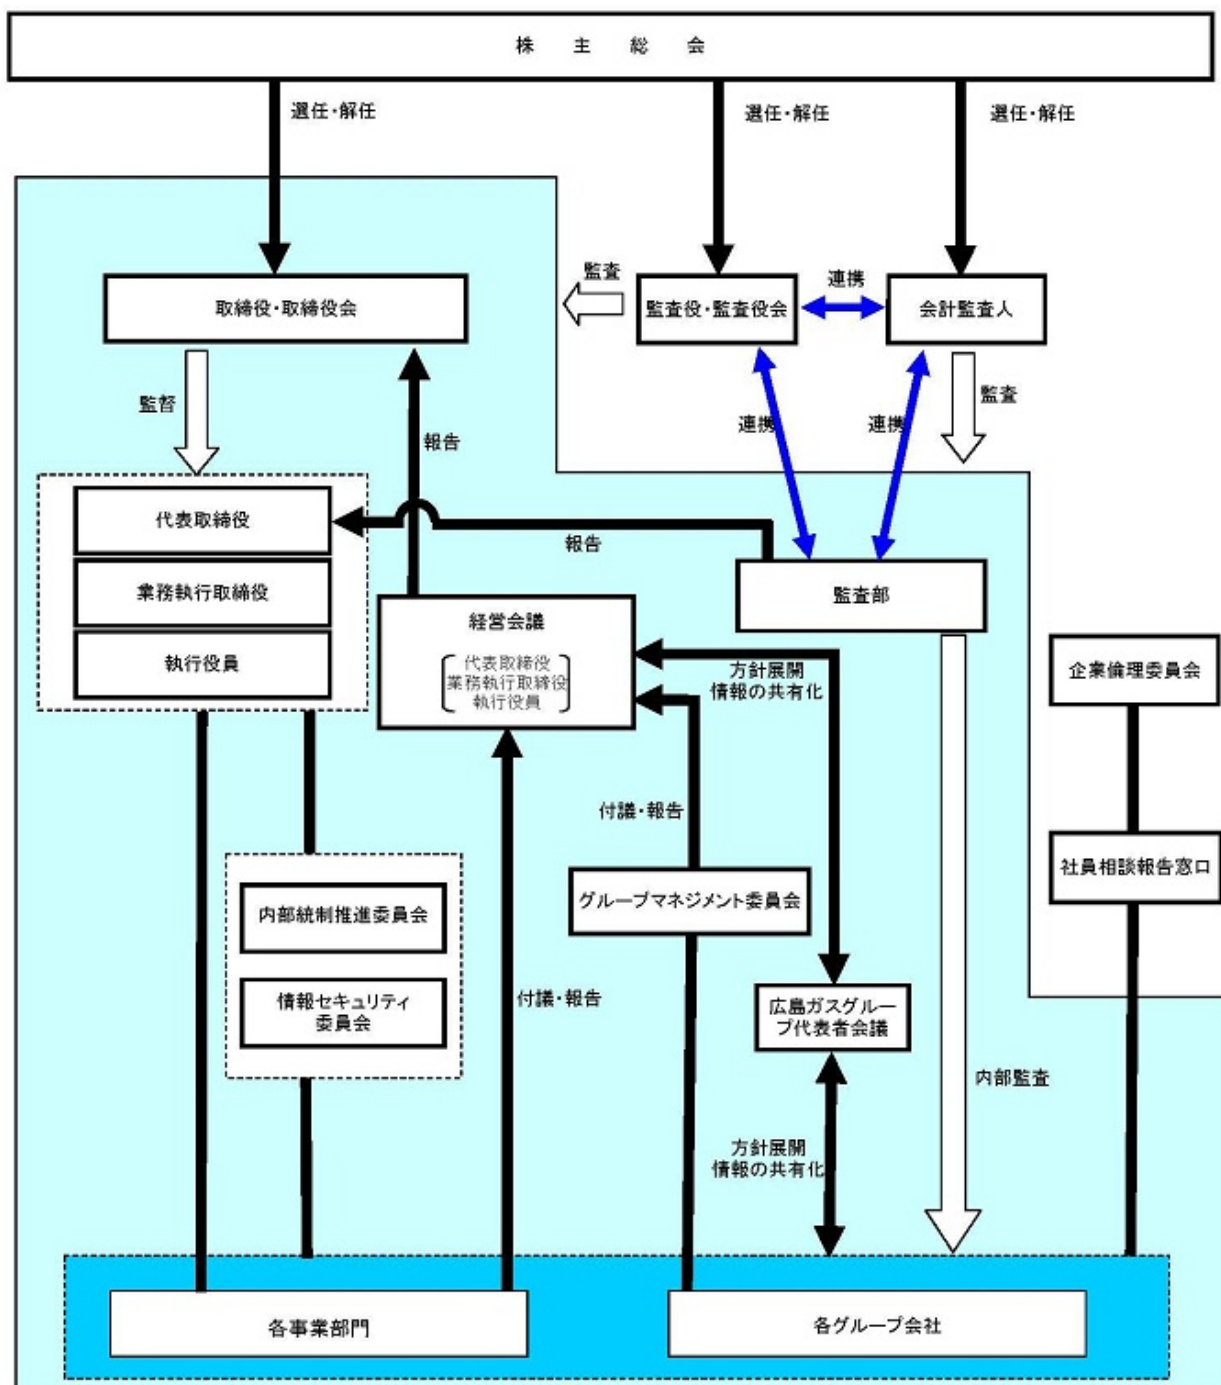 株 主 総 会
選任・解任
選任・解任
選任・解任
取締役・取締役会
監査
監査役・監査役会
連携
会計監査人
監督
報告
連携
連携
監査
代表取締役
業務執行取締役
執行役員
報告
監査部
経営会議
代表取締役
業務執行取締役
執行役員
方針展開
情報の共有化
企業倫理委員会
付議・報告
社員相談報告窓口
グループマネジメント委員会
内部統制推進委員会
情報セキュリティ
委員会
付議・報告
広島ガスグルー
プ代表者会議
内部監査
方針展開
情報の共有化
各事業部門
各グループ会社